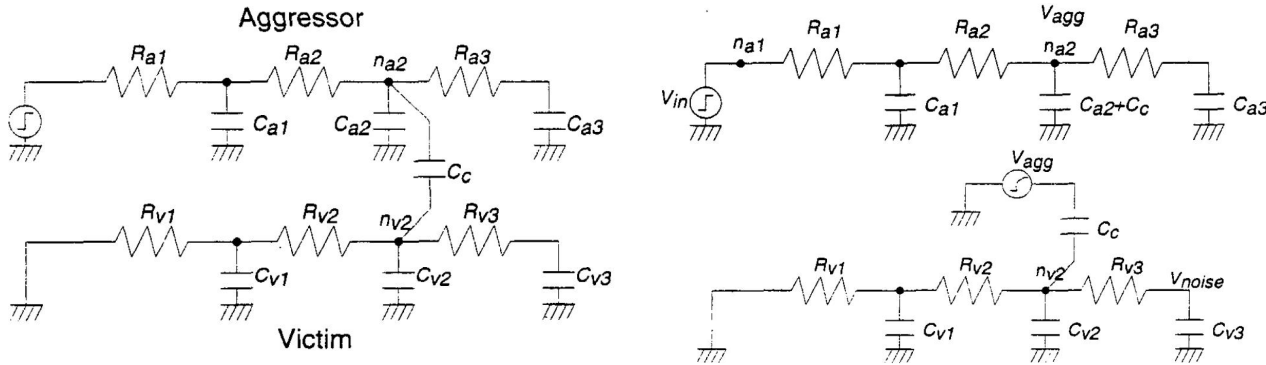 Aggressor
Ra1 Ra2 na2 Ra3
Ca1 Ca2 Ca3
Cc
Rv1 Rv2 nv2 Rv3
Cv1 Cv2 Cv3
Victim
Vagg
na1 Ra1 Ra2 na2 Ra3
Vin
Ca1 Ca2+Cc Ca3
Vagg
Cc
Rv1 Rv2 nv2 Rv3 Vnoise
Cv1 Cv2 Cv3